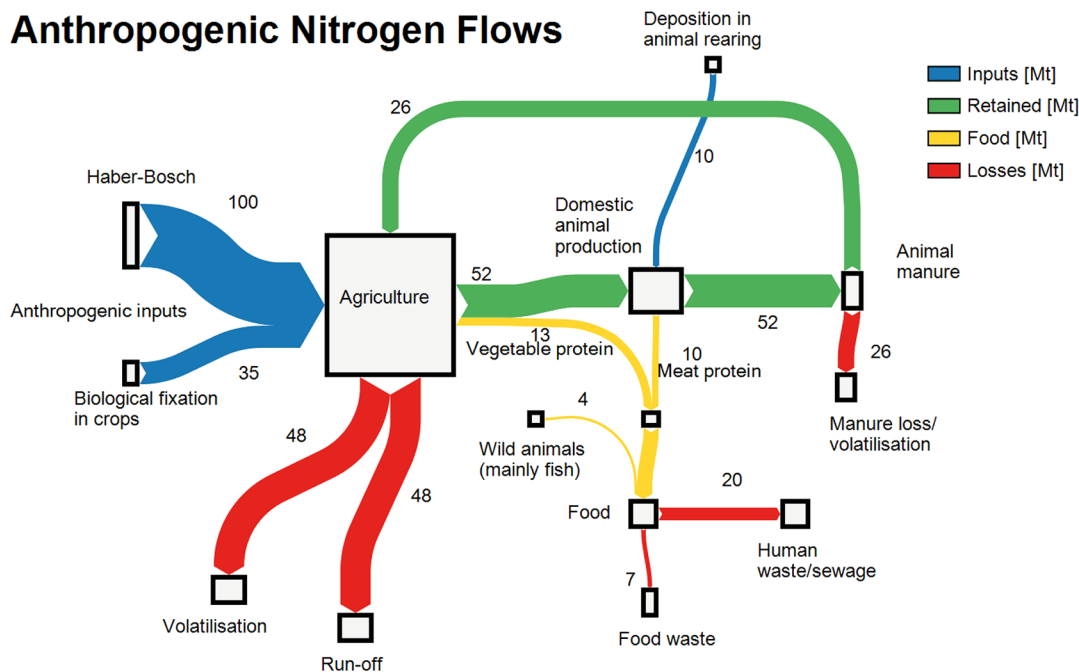 Anthropogenic Nitrogen Flows
Deposition in
animal rearing
Inputs [Mt]
Retained [Mt]
Food [Mt]
Losses [Mt]
26
10
Haber-Bosch
100
Domestic
animal
production
Animal
manure
52
Agriculture
Anthropogenic inputs
52
13
Vegetable protein
10
Meat protein
26
35
Biological fixation
in crops
4
Manure loss/
volatilisation
48
Wild animals
(mainly fish)
48
20
Food
Human
waste/sewage
7
Volatilisation
Food waste
Run-off